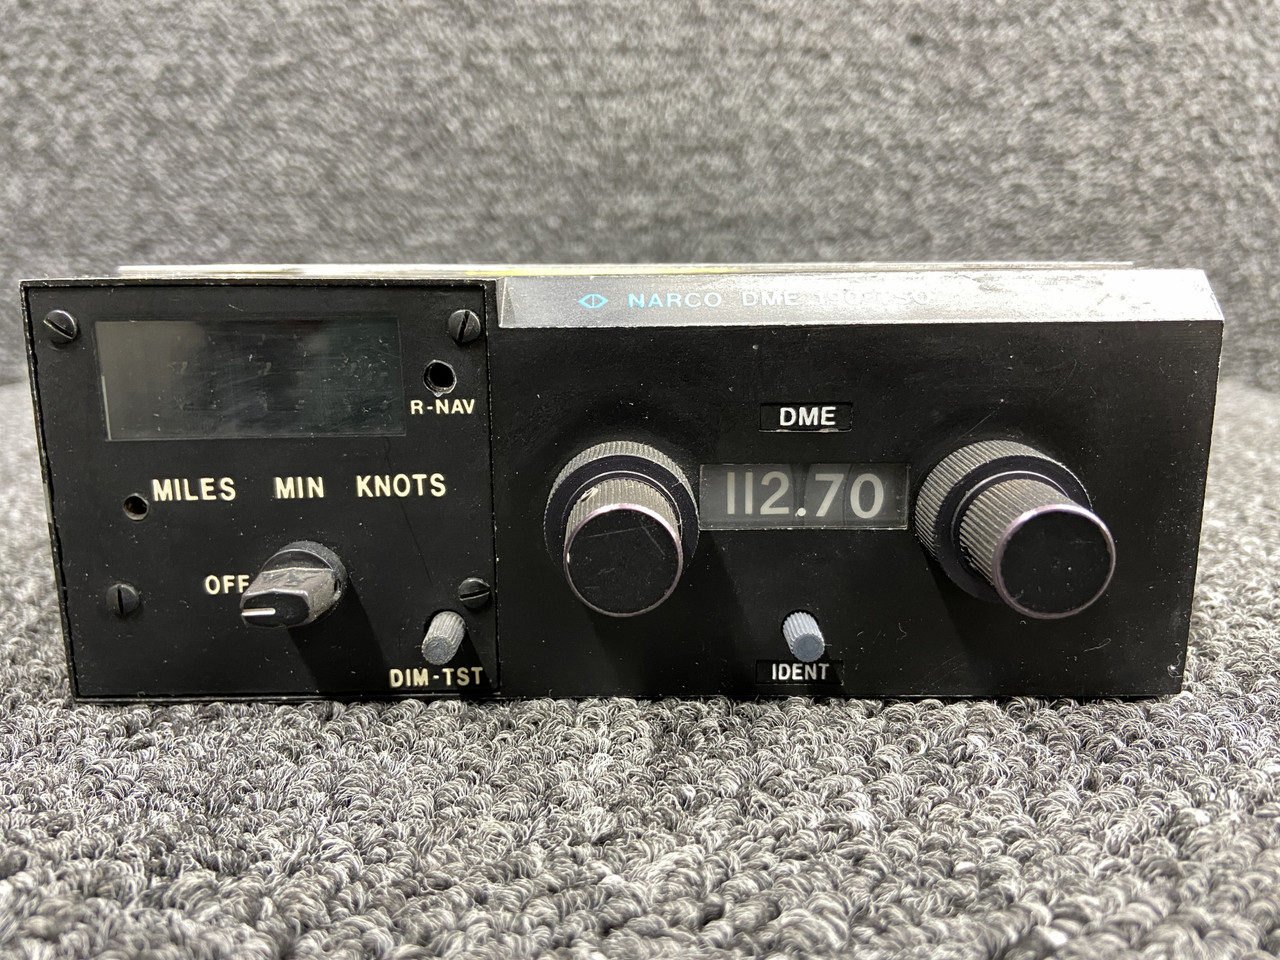 NARCO DME
R-NAV
DME
112.70
MILES MIN KNOTS
OFF
DIM-TST
IDENT